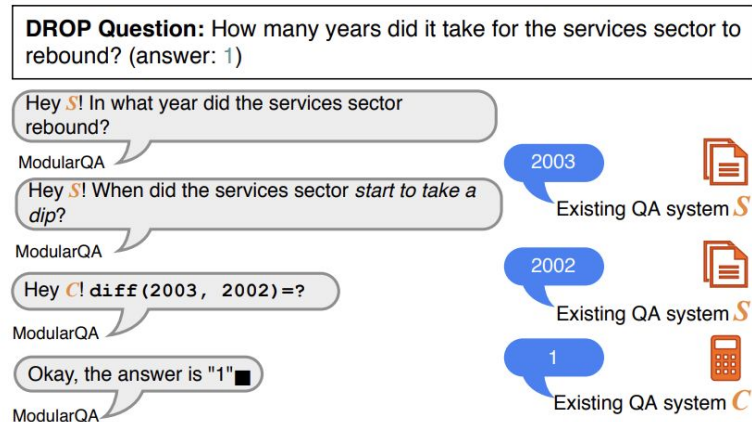 DROP Question: How many years did it take for the services sector to
rebound? (answer: 1)
Hey S! In what year did the services sector
rebound?
ModularQA
2003
Existing QA system S
Hey S! When did the services sector start to take a
dip?
ModularQA
2002
Existing QA system S
Hey C! diff(2003, 2002)=?
ModularQA
1
Existing QA system C
Okay, the answer is "1"■
ModularQA